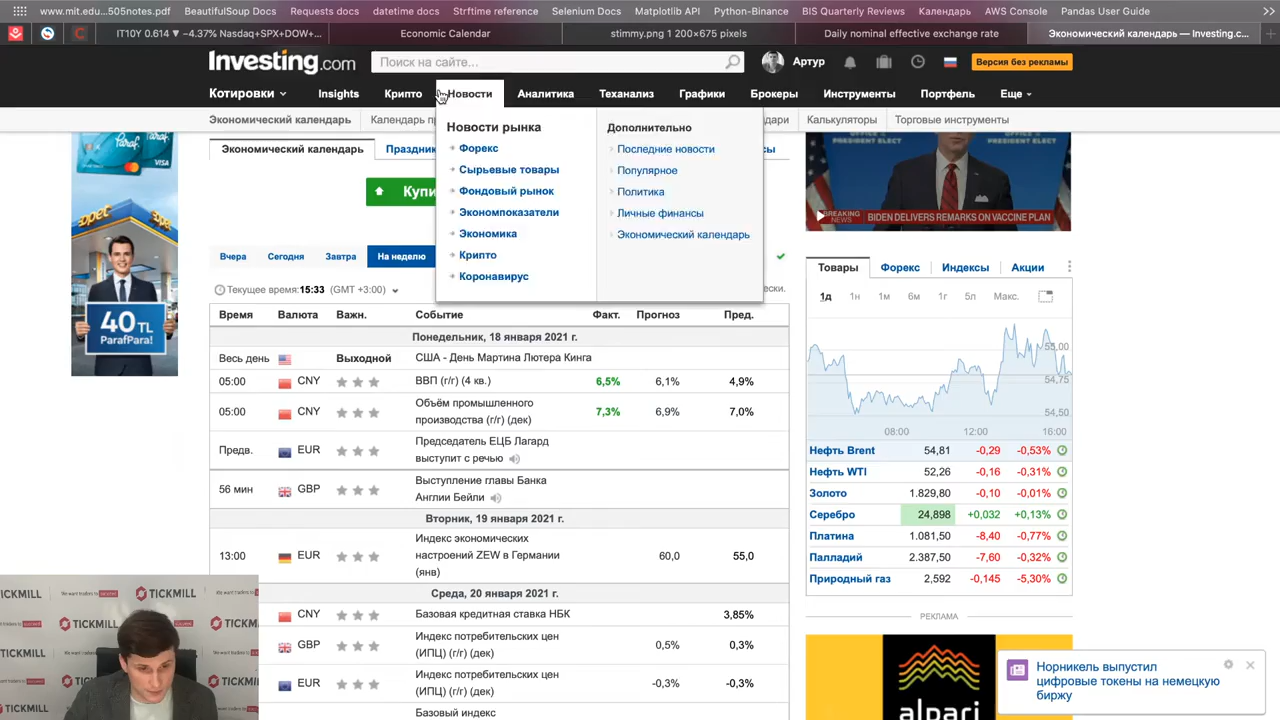 www.mit.edu...505notes.pdf
BeautifulSoup Docs
Requests docs
datetime docs
Strftime reference
Selenium Docs
Matplotlib API
Python-Binance
BIS Quarterly Reviews
Календарь
AWS Console
Pandas User Guide
IT10Y 0.614 ▼ −4.37% Nasdaq+SPX+DOW+...
Economic Calendar
stimmy.png 1 200×675 pixels
Daily nominal effective exchange rate
Экономический календарь — Investing.c...
Investing.com
Поиск на сайте...
Артур
Версия без рекламы
Котировки
Insights
Крипто
Новости
Аналитика
Теханализ
Графики
Брокеры
Инструменты
Портфель
Еще
Экономический календарь
Калькуляторы
Торговые инструменты
Новости рынка
Форекс
Сырьевые товары
Фондовый рынок
Экономпоказатели
Экономика
Крипто
Коронавирус
Дополнительно
Последние новости
Популярное
Политика
Личные финансы
Экономический календарь
Paraf
opet
40TL
ParafPara!
Экономический календарь
Вчера
Сегодня
Завтра
На неделю
Текущее время: 15:33 (GMT +3:00)
Время Валюта Важн. Событие Факт. Прогноз Пред.
Понедельник, 18 января 2021 г.
Весь день Выходной США - День Мартина Лютера Кинга
05:00 CNY ВВП (г/г) (4 кв.) 6,5% 6,1% 4,9%
05:00 CNY Объём промышленного
производства (г/г) (дек) 7,3% 6,9% 7,0%
Предв. EUR Председатель ЕЦБ Лагард
выступит с речью
56 мин GBP Выступление главы Банка
Англии Бейли
Вторник, 19 января 2021 г.
13:00 EUR Индекс экономических
настроений ZEW в Германии
(янв) 60,0 55,0
Среда, 20 января 2021 г.
CNY Базовая кредитная ставка НБК 3,85%
GBP Индекс потребительских цен
(ИПЦ) (г/г) (дек) 0,5% 0,3%
EUR Индекс потребительских цен
(ИПЦ) (г/г) (дек) -0,3% -0,3%
Базовый индекс
BREAKING
NEWS
BIDEN DELIVERS REMARKS ON VACCINE PLAN
Товары
Форекс
Индексы
Акции
1д 1н 1м 6м 1г 5л Макс.
55,00
54,75
54,50
08:00 12:00 16:00
Нефть Brent 54,81 -0,29 -0,53%
Нефть WTI 52,26 -0,16 -0,31%
Золото 1.829,80 -0,10 -0,01%
Серебро 24,898 +0,032 +0,13%
Платина 1.081,50 -8,40 -0,77%
Палладий 2.387,50 -7,60 -0,32%
Природный газ 2,592 -0,145 -5,30%
РЕКЛАМА
alpari
Норникель выпустил
цифровые токены на немецкую
биржу
TICKMILL
TICKMILL
TICKMILL
TICKMILL